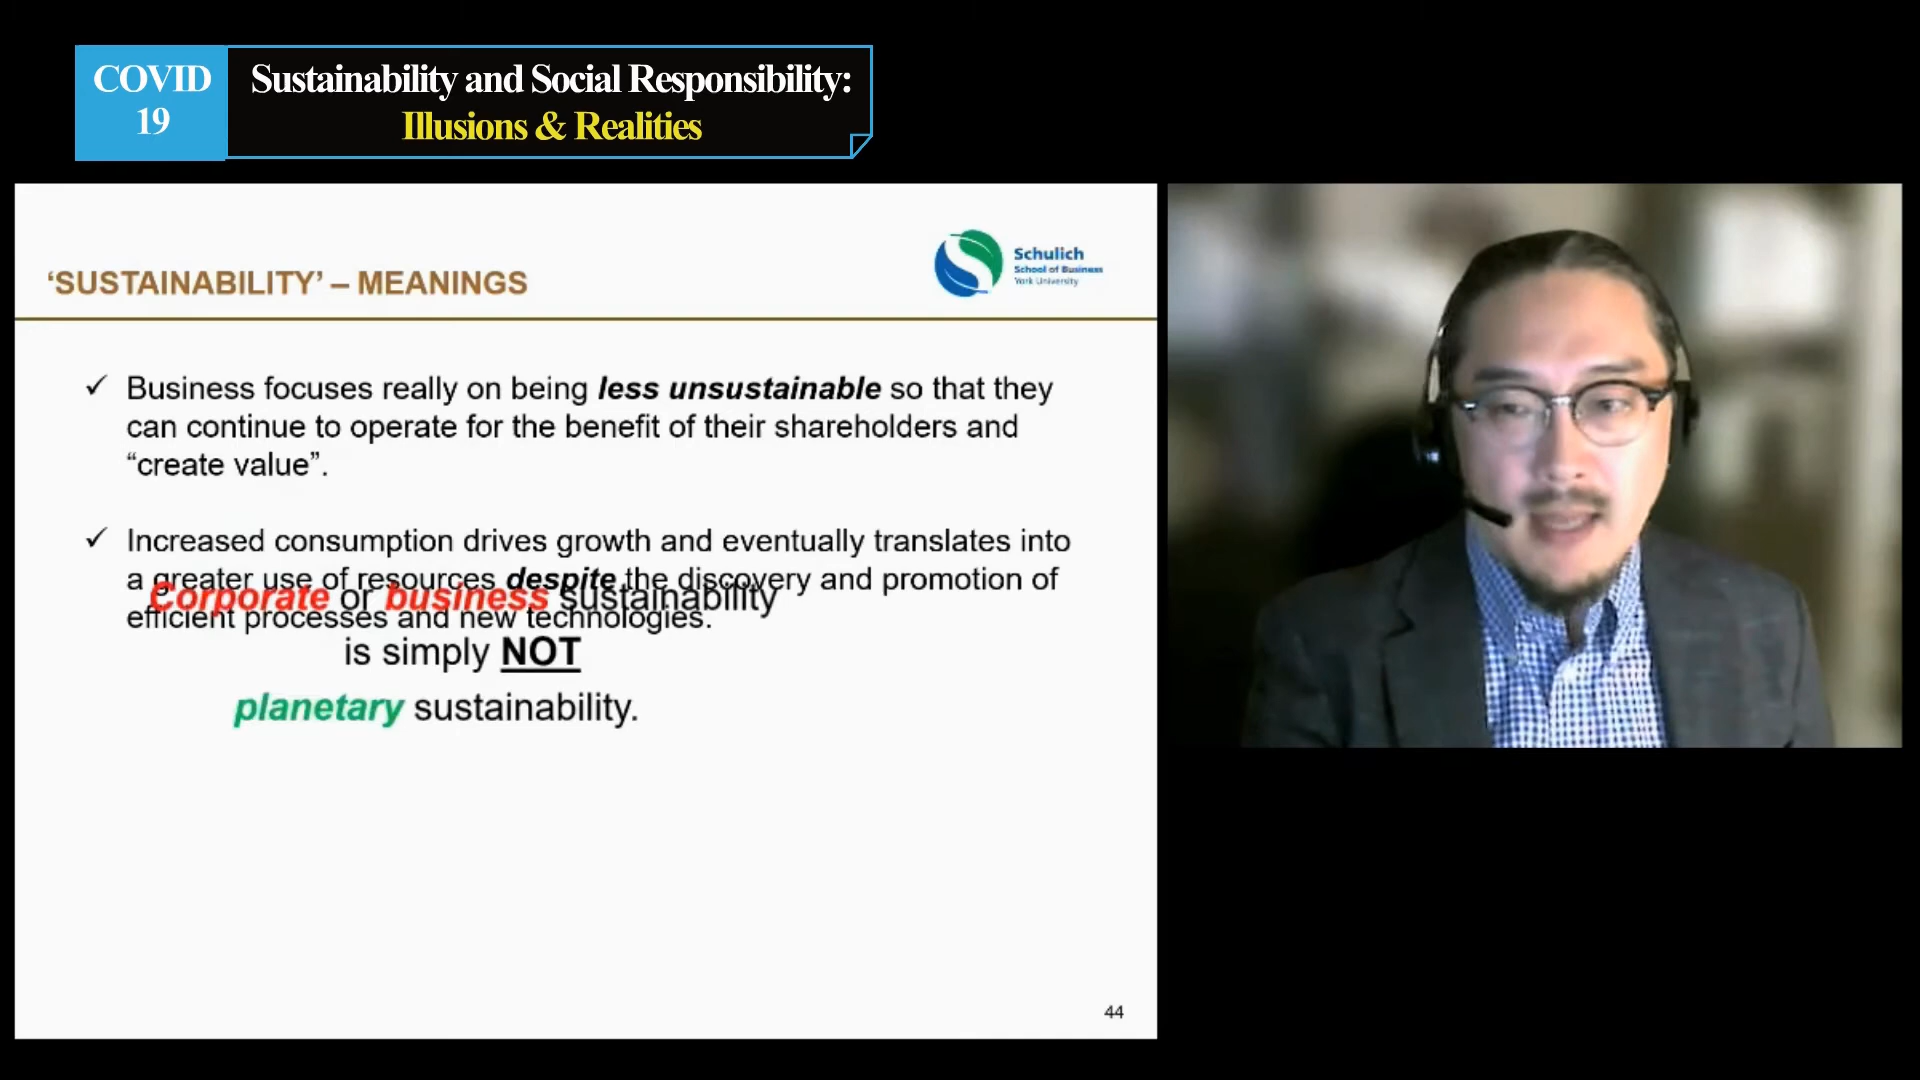 COVID
19
Sustainability and Social Responsibility:
Illusions & Realities
‘SUSTAINABILITY’ – MEANINGS
Schulich
School of Business
York University
✓ Business focuses really on being less unsustainable so that they
can continue to operate for the benefit of their shareholders and
“create value”.
✓ Increased consumption drives growth and eventually translates into
a greater use of resources despite the discovery and promotion of
efficient processes and new technologies.
Corporate or business sustainability
is simply NOT
planetary sustainability.
44